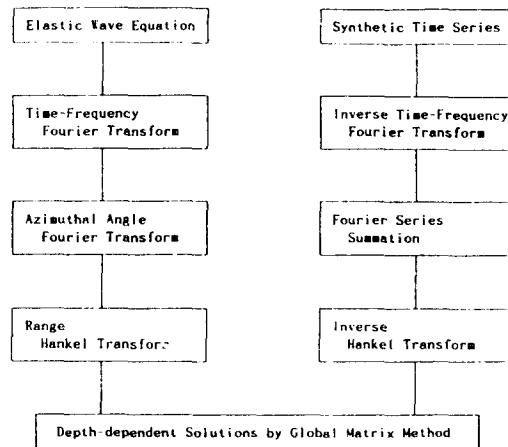 Elastic Wave Equation
Synthetic Time Series
Time-Frequency
Fourier Transform
Inverse Time-Frequency
Fourier Transform
Azimuthal Angle
Fourier Transform
Fourier Series
Summation
Range
Hankel Transform
Inverse
Hankel Transform
Depth-dependent Solutions by Global Matrix Method